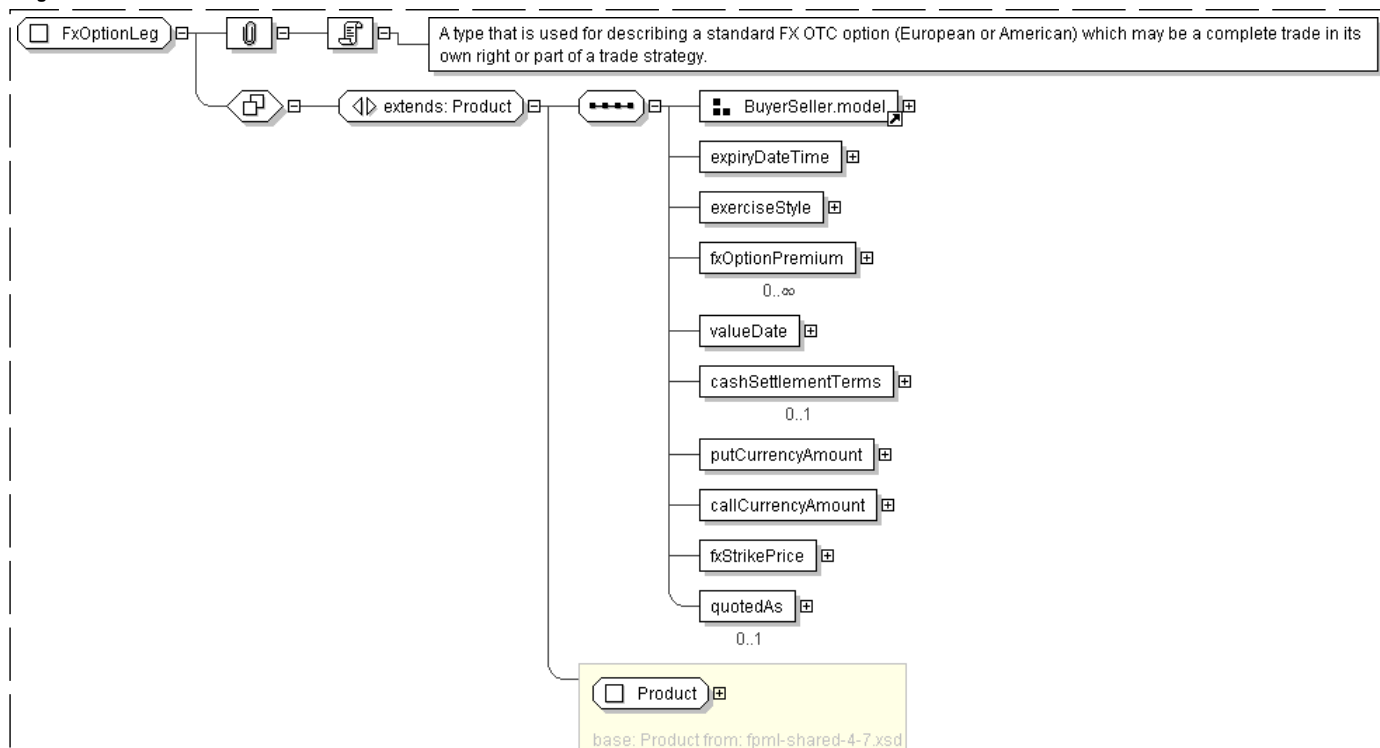 FxOptionLeg
A type that is used for describing a standard FX OTC option (European or American) which may be a complete trade in its
own right or part of a trade strategy.
extends: Product
BuyerSeller.model
expiryDateTime
exerciseStyle
fxOptionPremium
0..∞
valueDate
cashSettlementTerms
0..1
putCurrencyAmount
callCurrencyAmount
fxStrikePrice
quotedAs
0..1
Product
base: Product from: fpml-shared-4-7.xsd